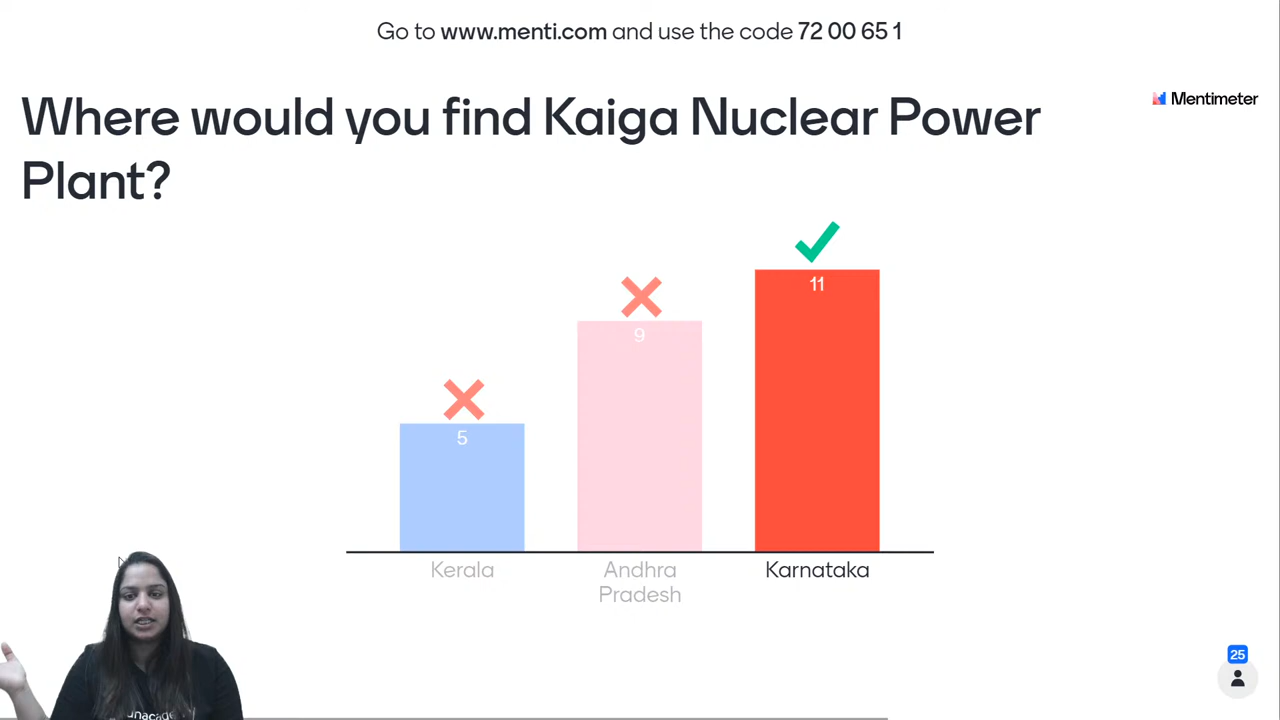 Go to www.menti.com and use the code 72 00 65 1
Mentimeter
Where would you find Kaiga Nuclear Power
Plant?
11
9
5
Kerala
Andhra
Pradesh
Karnataka
25